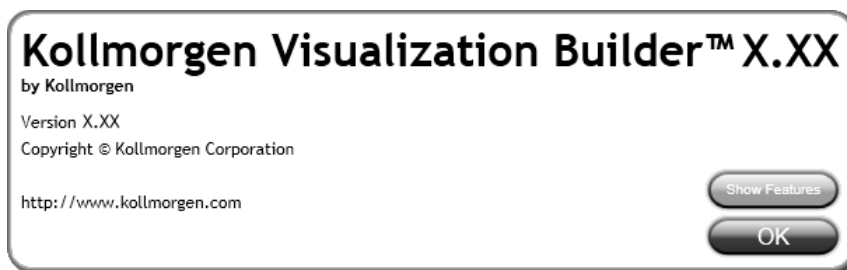 Kollmorgen Visualization Builder™ X.XX
by Kollmorgen
Version X.XX
Copyright © Kollmorgen Corporation
http://www.kollmorgen.com
Show Features
OK